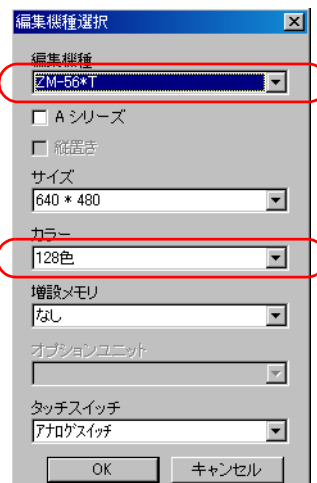 編集機種選択
編集機種
ZM-56*T
A シリーズ
縦置き
サイズ
640 * 480
カラー
128色
増設メモリ
なし
オプションユニット
タッチスイッチ
ｱﾅﾛｸﾞｽｲｯﾁ
OK キャンセル